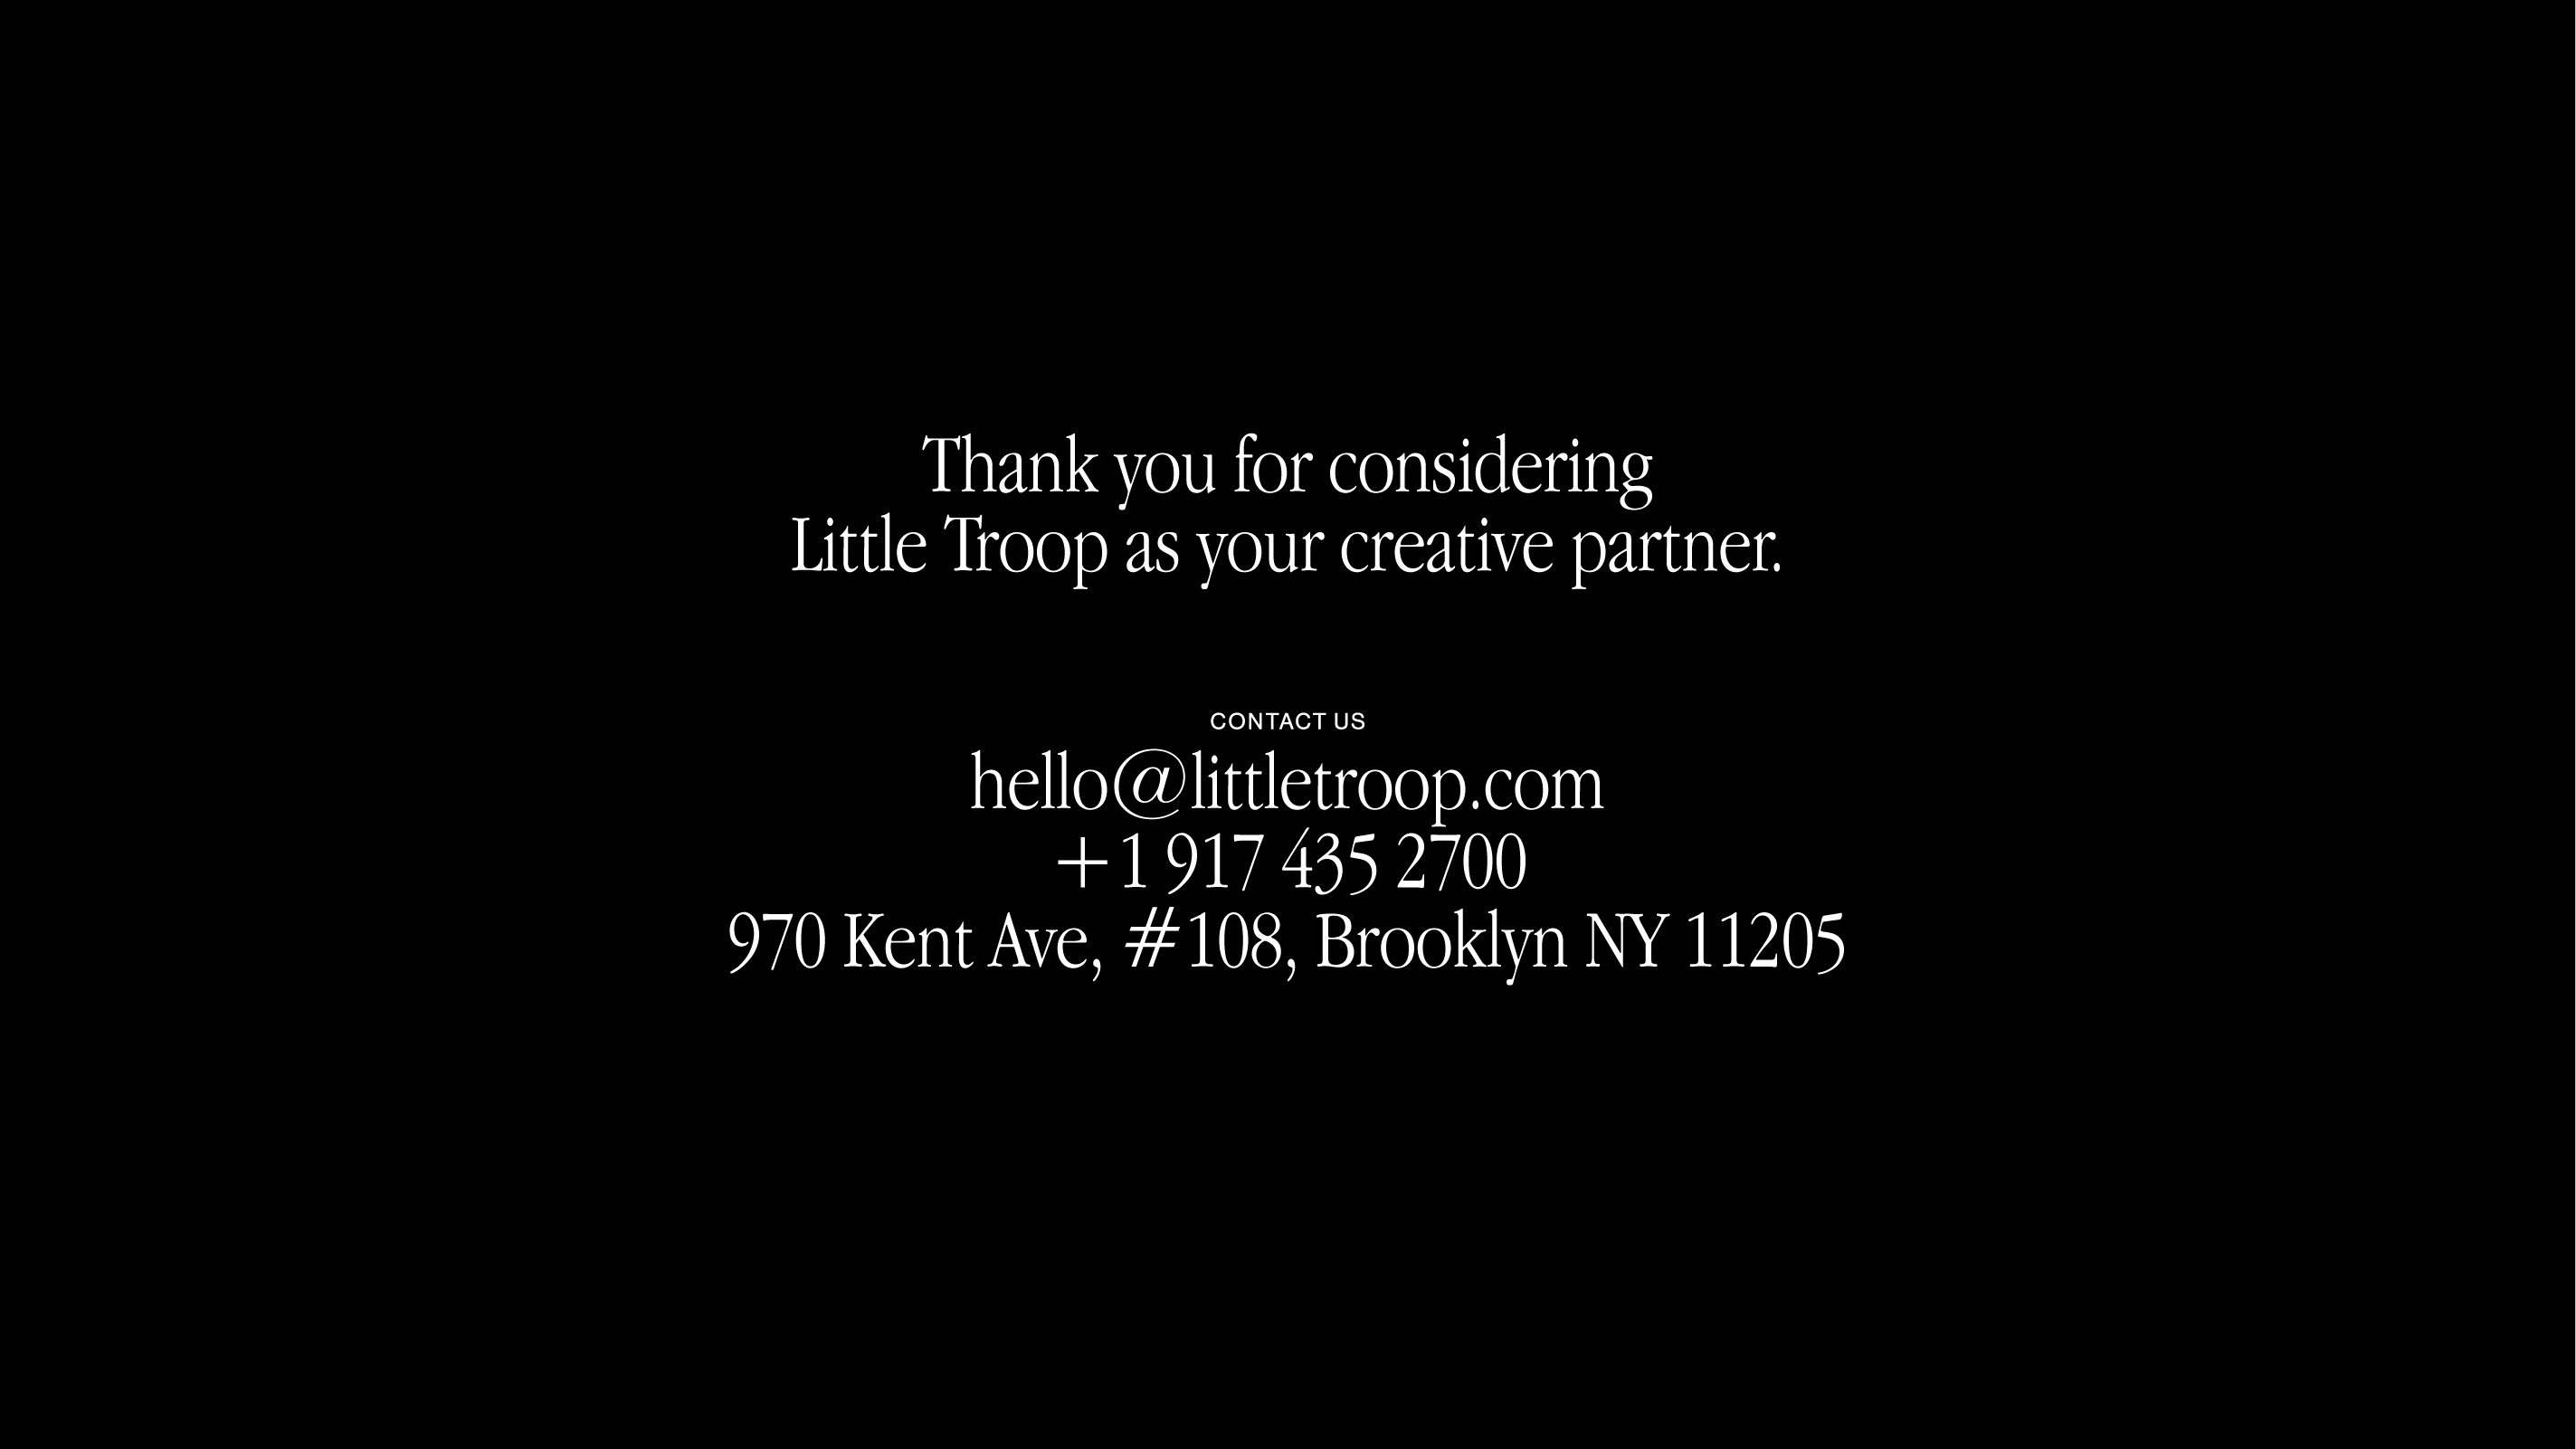 Thank you for considering
Little Troop as your creative partner.
CONTACT US
hello@littletroop.com
+1 917 435 2700
970 Kent Ave, #108, Brooklyn NY 11205